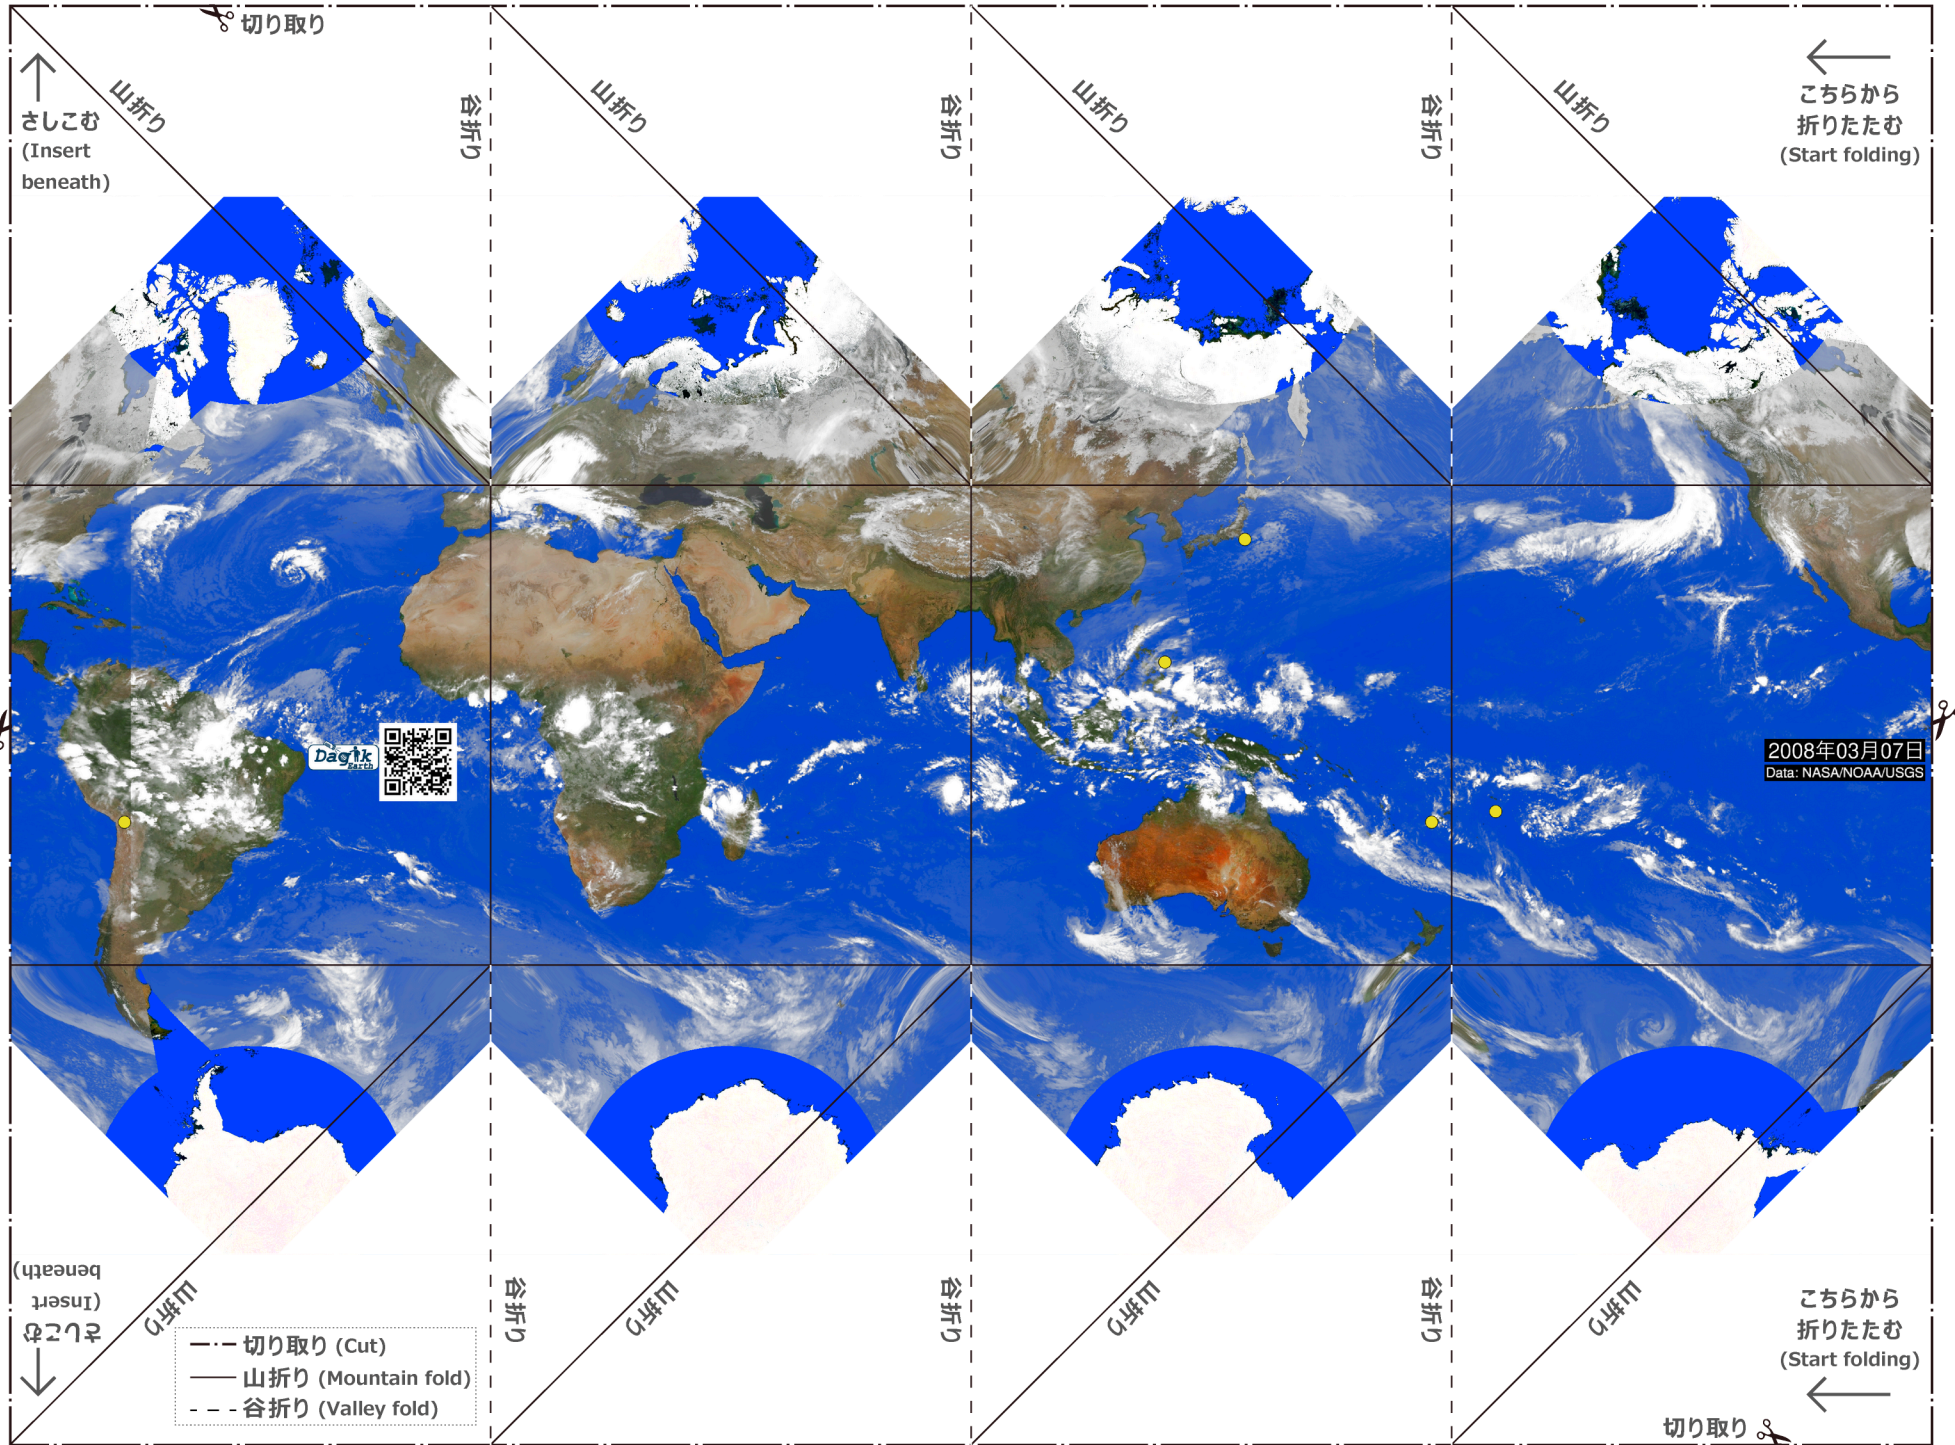 切り取り
さしこむ
(Insert
beneath)
山折り
谷折り
山折り
谷折り
山折り
谷折り
山折り
こちらから
折りたたむ
(Start folding)
Dagik
Earth
2008年03月07日
Data: NASA/NOAA/USGS
さしこむ
(Insert
beneath)
山折り
谷折り
山折り
谷折り
山折り
谷折り
山折り
こちらから
折りたたむ
(Start folding)
切り取り (Cut)
山折り (Mountain fold)
谷折り (Valley fold)
切り取り